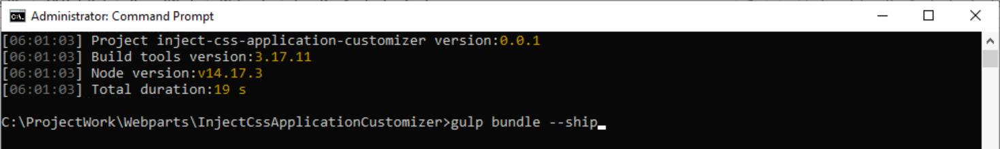 Administrator: Command Prompt
[06:01:03] Project inject-css-application-customizer version:0.0.1
[06:01:03] Build tools version:3.17.11
[06:01:03] Node version:v14.17.3
[06:01:03] Total duration:19 s
C:\ProjectWork\Webparts\InjectCssApplicationCustomizer>gulp bundle --ship